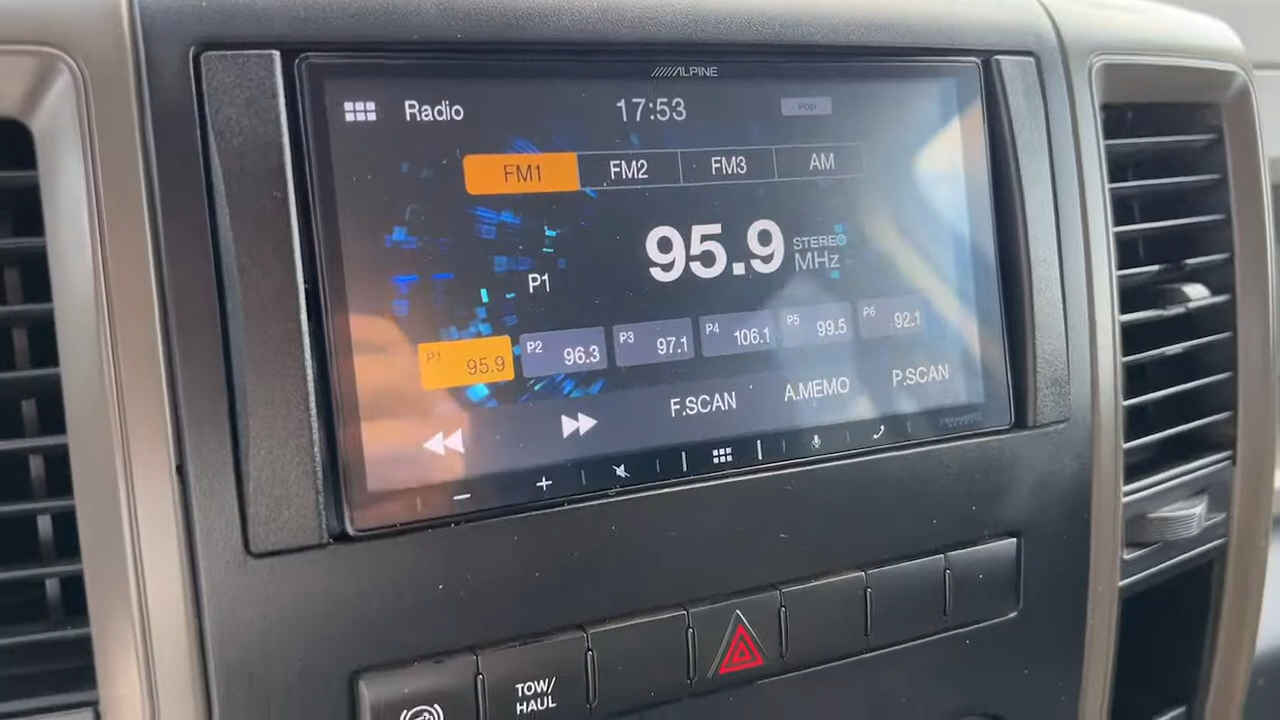 ALPINE
Radio 17:53 Pop
FM1 FM2 FM3 AM
P1 95.9 STEREO MHz
P1 95.9 P2 96.3 P3 97.1 P4 106.1 P5 99.5 P6 92.1
F.SCAN A.MEMO P.SCAN
− +
TOW/
HAUL